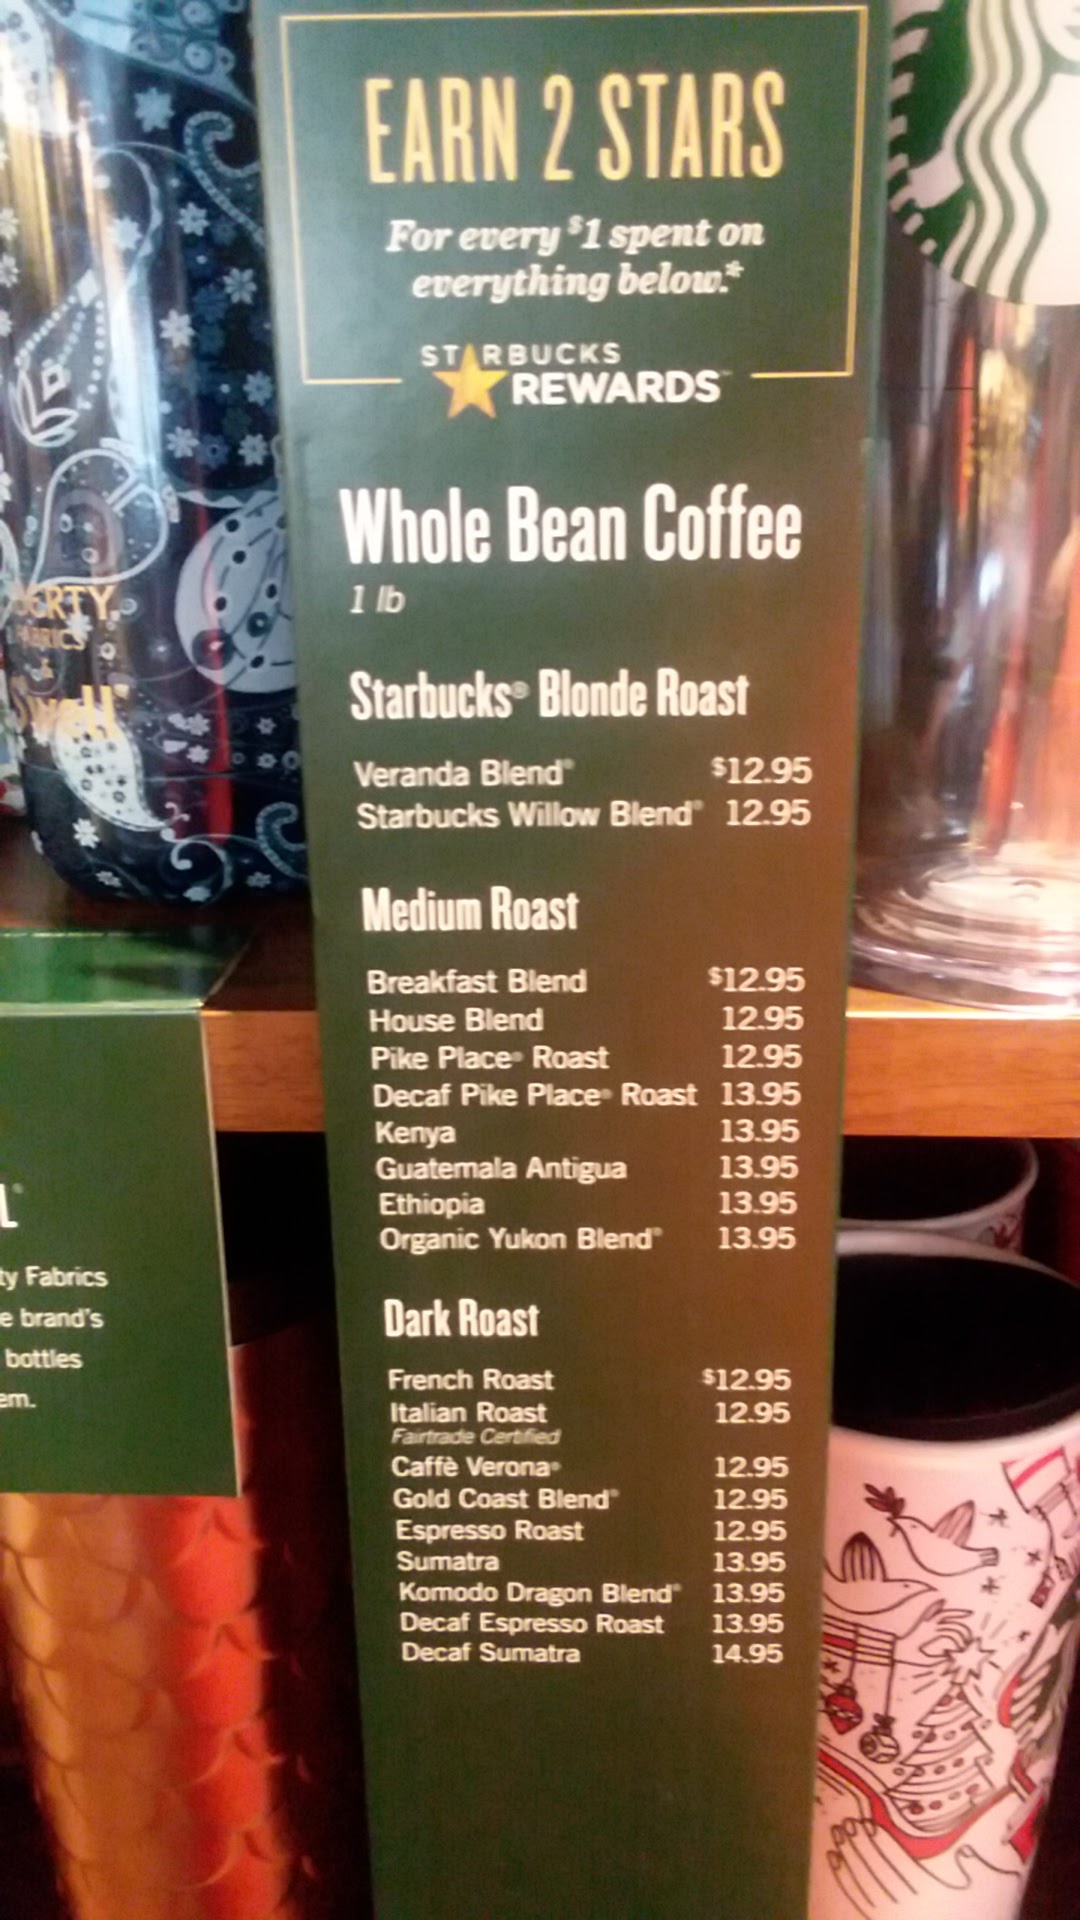 EARN 2 STARS
For every $1 spent on
everything below.*
STARBUCKS
REWARDS™
Whole Bean Coffee
1 lb
Starbucks® Blonde Roast
Veranda Blend® $12.95
Starbucks Willow Blend® 12.95
Medium Roast
Breakfast Blend $12.95
House Blend 12.95
Pike Place® Roast 12.95
Decaf Pike Place® Roast 13.95
Kenya 13.95
Guatemala Antigua 13.95
Ethiopia 13.95
Organic Yukon Blend® 13.95
Dark Roast
French Roast $12.95
Italian Roast 12.95
Fairtrade Certified
Caffè Verona® 12.95
Gold Coast Blend® 12.95
Espresso Roast 12.95
Sumatra 13.95
Komodo Dragon Blend® 13.95
Decaf Espresso Roast 13.95
Decaf Sumatra 14.95
ERTY
FABRICS
&
Swell
L®
ty Fabrics
e brand's
bottles
em.